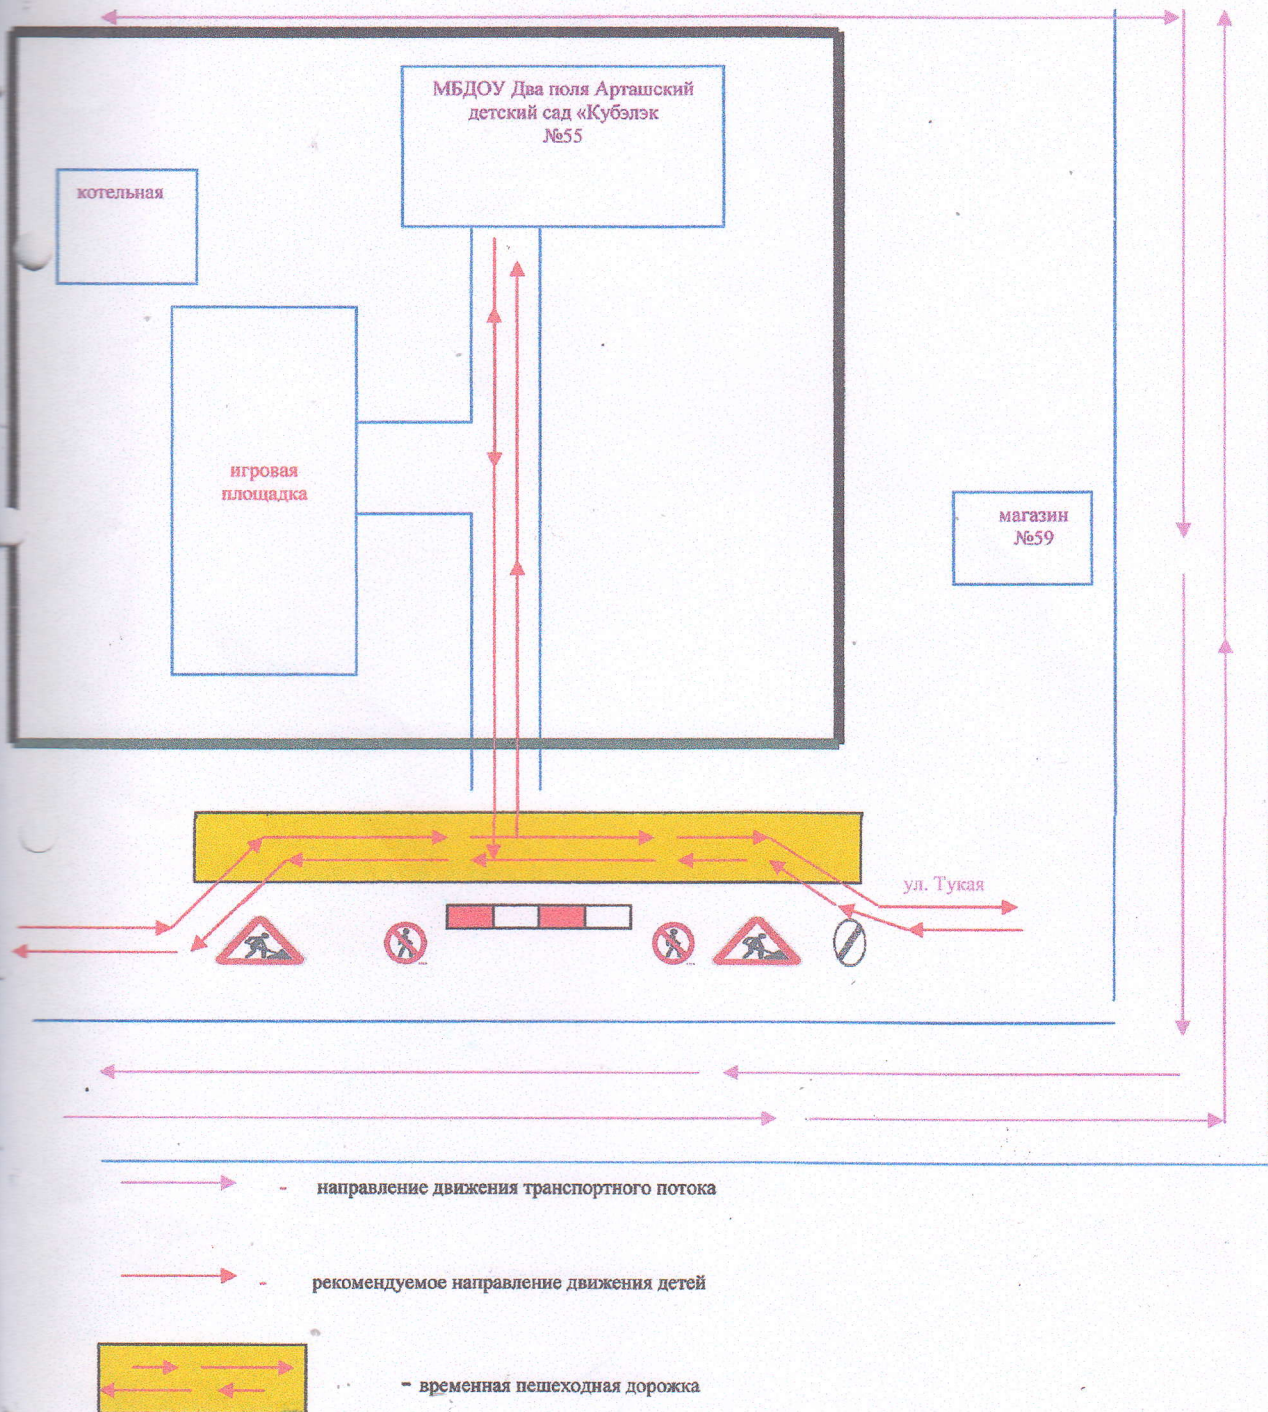 МБДОУ Два поля Арташский
детский сад «Кубэлэк
№55
котельная
игровая
площадка
магазин
№59
ул. Тукая
- направление движения транспортного потока
- рекомендуемое направление движения детей
- временная пешеходная дорожка